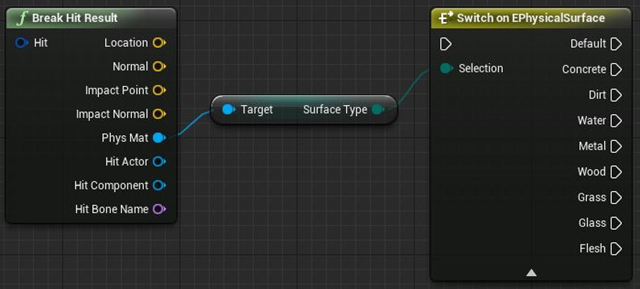 Break Hit Result
Hit
Location
Normal
Impact Point
Impact Normal
Phys Mat
Hit Actor
Hit Component
Hit Bone Name
Target
Surface Type
Switch on EPhysicalSurface
Selection
Default
Concrete
Dirt
Water
Metal
Wood
Grass
Glass
Flesh